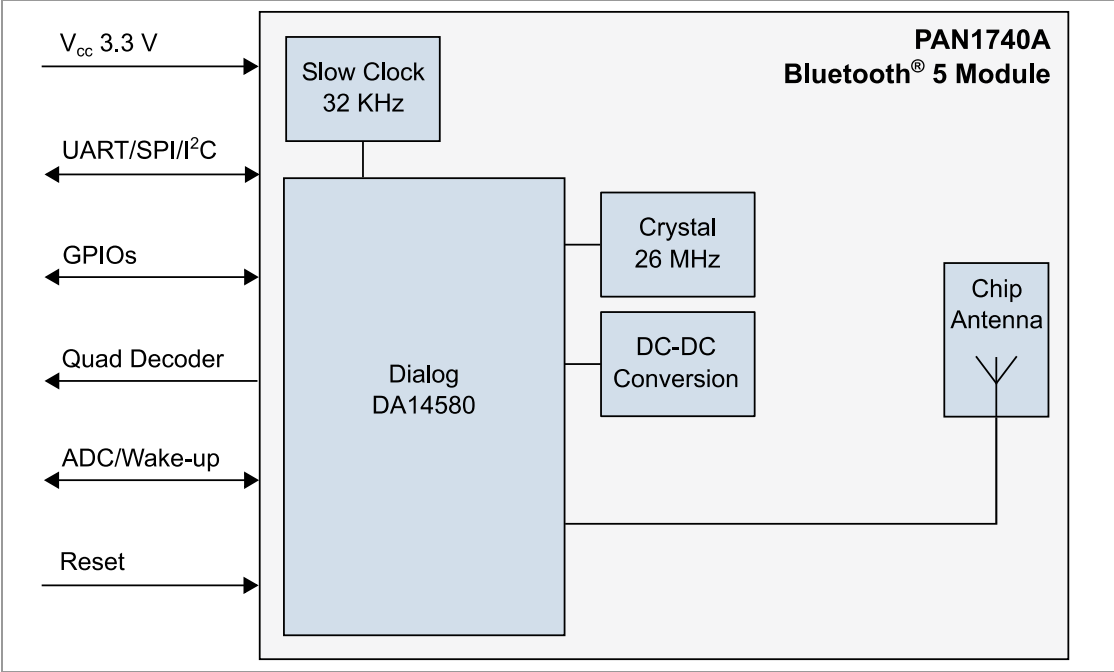 V_cc 3.3 V
UART/SPI/I²C
GPIOs
Quad Decoder
ADC/Wake-up
Reset
PAN1740A
Bluetooth® 5 Module
Slow Clock
32 KHz
Crystal
26 MHz
DC-DC
Conversion
Dialog
DA14580
Chip
Antenna